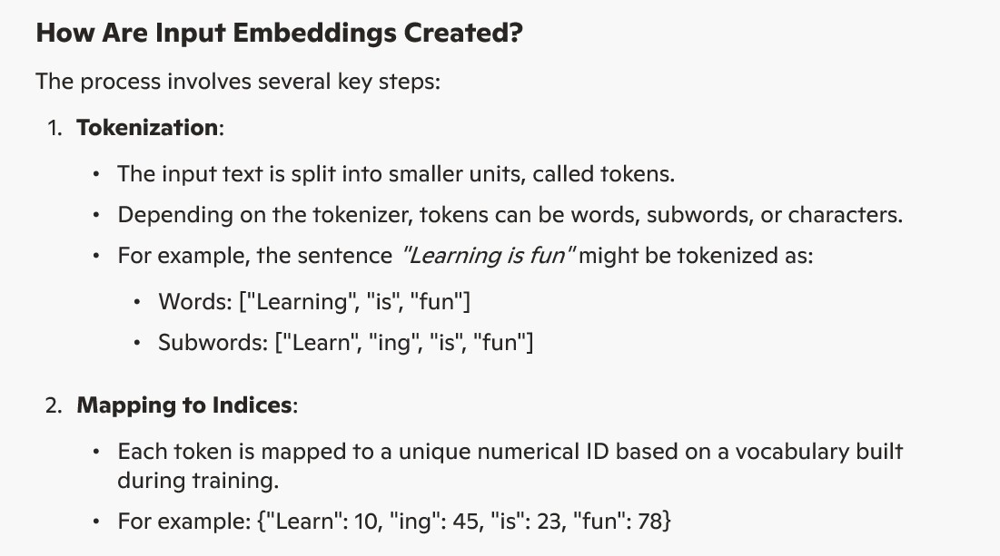 How Are Input Embeddings Created?
The process involves several key steps:
1. Tokenization:
• The input text is split into smaller units, called tokens.
• Depending on the tokenizer, tokens can be words, subwords, or characters.
• For example, the sentence "Learning is fun" might be tokenized as:
• Words: ["Learning", "is", "fun"]
• Subwords: ["Learn", "ing", "is", "fun"]
2. Mapping to Indices:
• Each token is mapped to a unique numerical ID based on a vocabulary built
during training.
• For example: {"Learn": 10, "ing": 45, "is": 23, "fun": 78}